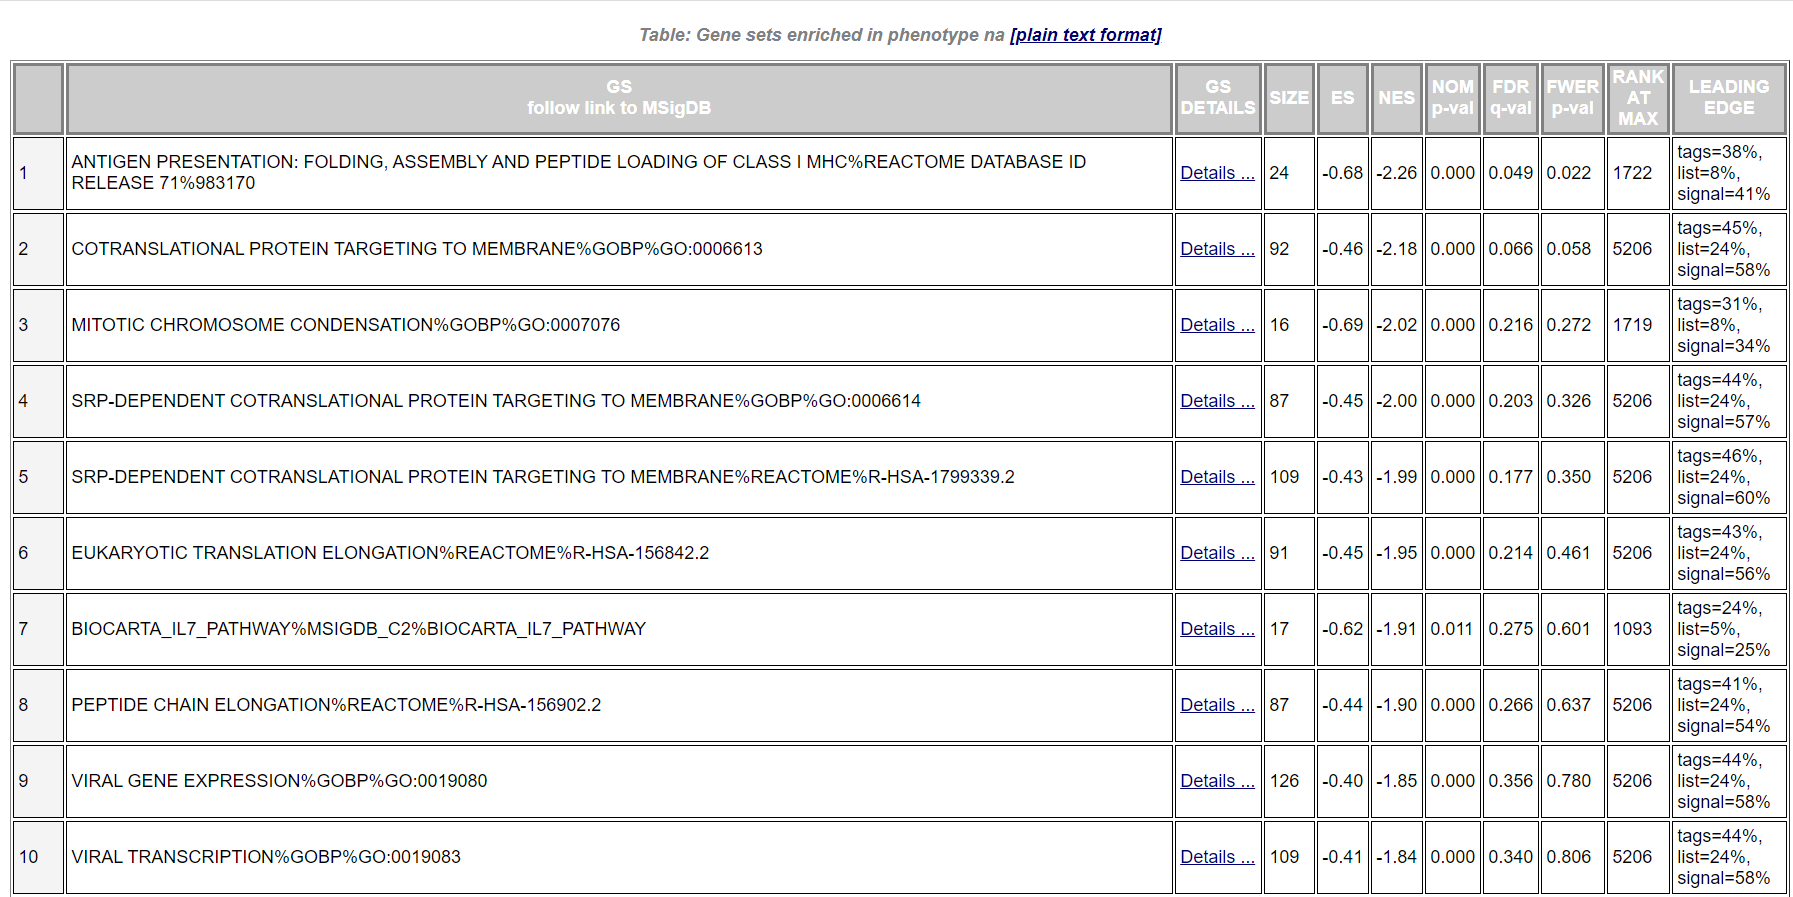 Table: Gene sets enriched in phenotype na [plain text format]
GS
follow link to MSigDB
GS
DETAILS
SIZE
ES
NES
NOM
p-val
FDR
q-val
FWER
p-val
RANK
AT
MAX
LEADING
EDGE
1
ANTIGEN PRESENTATION: FOLDING, ASSEMBLY AND PEPTIDE LOADING OF CLASS I MHC%REACTOME DATABASE ID
RELEASE 71%983170
Details ...
24
-0.68
-2.26
0.000
0.049
0.022
1722
tags=38%,
list=8%,
signal=41%
2
COTRANSLATIONAL PROTEIN TARGETING TO MEMBRANE%GOBP%GO:0006613
Details ...
92
-0.46
-2.18
0.000
0.066
0.058
5206
tags=45%,
list=24%,
signal=58%
3
MITOTIC CHROMOSOME CONDENSATION%GOBP%GO:0007076
Details ...
16
-0.69
-2.02
0.000
0.216
0.272
1719
tags=31%,
list=8%,
signal=34%
4
SRP-DEPENDENT COTRANSLATIONAL PROTEIN TARGETING TO MEMBRANE%GOBP%GO:0006614
Details ...
87
-0.45
-2.00
0.000
0.203
0.326
5206
tags=44%,
list=24%,
signal=57%
5
SRP-DEPENDENT COTRANSLATIONAL PROTEIN TARGETING TO MEMBRANE%REACTOME%R-HSA-1799339.2
Details ...
109
-0.43
-1.99
0.000
0.177
0.350
5206
tags=46%,
list=24%,
signal=60%
6
EUKARYOTIC TRANSLATION ELONGATION%REACTOME%R-HSA-156842.2
Details ...
91
-0.45
-1.95
0.000
0.214
0.461
5206
tags=43%,
list=24%,
signal=56%
7
BIOCARTA_IL7_PATHWAY%MSIGDB_C2%BIOCARTA_IL7_PATHWAY
Details ...
17
-0.62
-1.91
0.011
0.275
0.601
1093
tags=24%,
list=5%,
signal=25%
8
PEPTIDE CHAIN ELONGATION%REACTOME%R-HSA-156902.2
Details ...
87
-0.44
-1.90
0.000
0.266
0.637
5206
tags=41%,
list=24%,
signal=54%
9
VIRAL GENE EXPRESSION%GOBP%GO:0019080
Details ...
126
-0.40
-1.85
0.000
0.356
0.780
5206
tags=44%,
list=24%,
signal=58%
10
VIRAL TRANSCRIPTION%GOBP%GO:0019083
Details ...
109
-0.41
-1.84
0.000
0.340
0.806
5206
tags=44%,
list=24%,
signal=58%